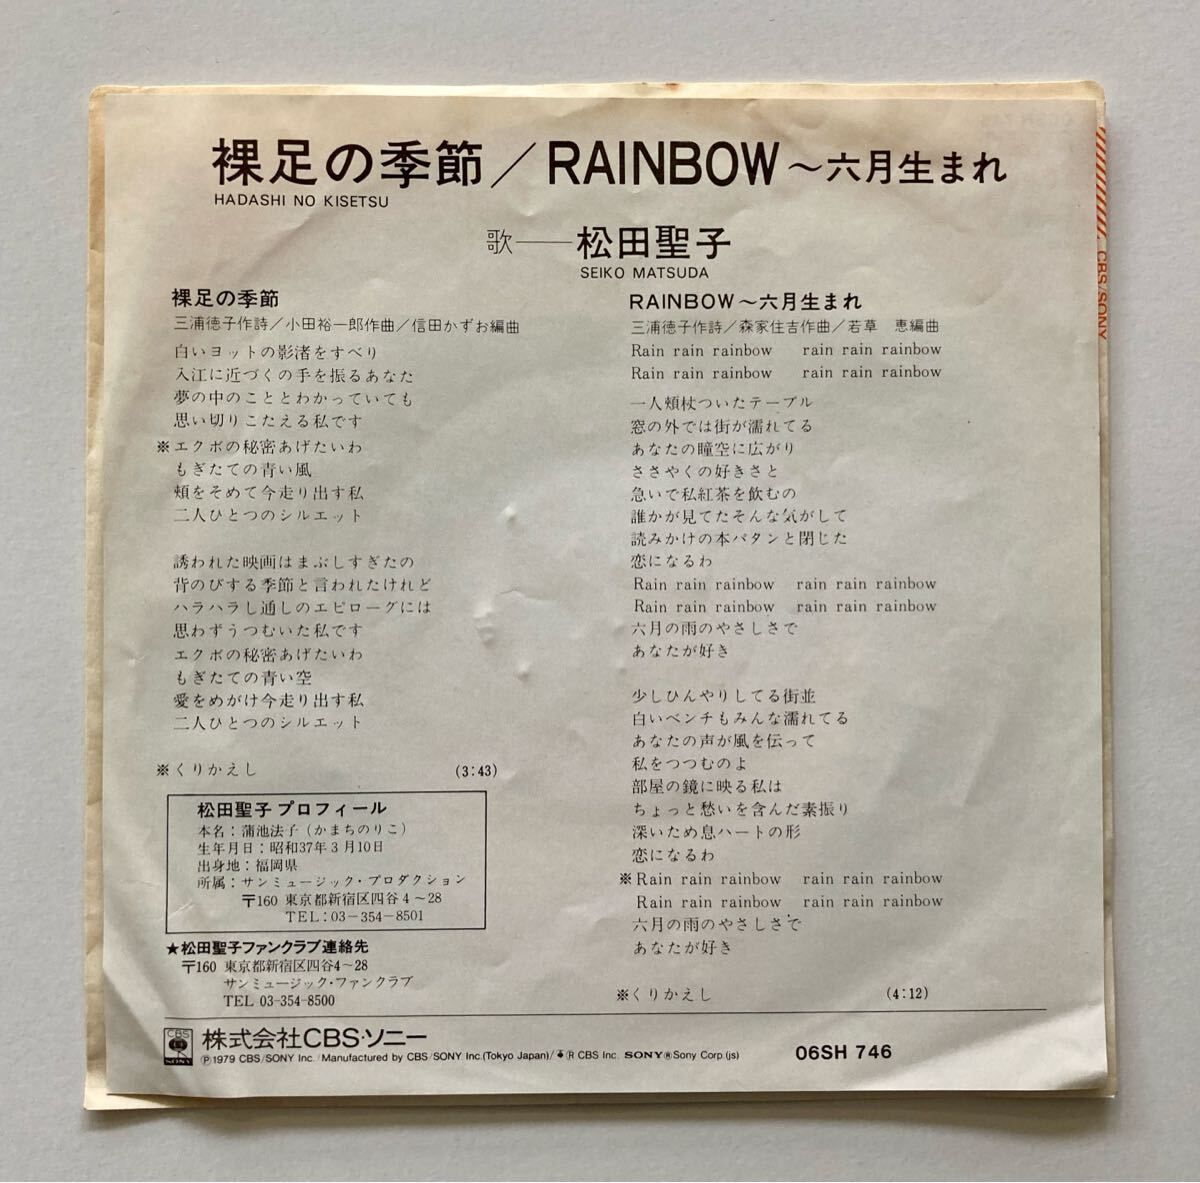 裸足の季節／RAINBOW～六月生まれ
HADASHI NO KISETSU
歌――松田聖子
SEIKO MATSUDA
裸足の季節
三浦徳子作詩／小田裕一郎作曲／信田かずお編曲
白いヨットの影渚をすべり
入江に近づくの手を振るあなた
夢の中のこととわかっていても
思い切りこたえる私です
※エクボの秘密あげたいわ
もぎたての青い風
頬をそめて今走り出す私
二人ひとつのシルエット
誘われた映画はまぶしすぎたの
背のびする季節と言われたけれど
ハラハラし通しのエピローグには
思わずうつむいた私です
エクボの秘密あげたいわ
もぎたての青い空
愛をめがけ今走り出す私
二人ひとつのシルエット
※くりかえし (3:43)
松田聖子 プロフィール
本名：蒲池法子（かまちのりこ）
生年月日：昭和37年3月10日
出身地：福岡県
所属：サンミュージック・プロダクション
〒160 東京都新宿区四谷4～28
TEL：03－354－8501
★松田聖子ファンクラブ連絡先
〒160 東京都新宿区四谷4～28
サンミュージック・ファンクラブ
TEL 03-354-8500
RAINBOW～六月生まれ
三浦徳子作詩／森家住吉作曲／若草 恵編曲
Rain rain rainbow rain rain rainbow
Rain rain rainbow rain rain rainbow
一人頬杖ついたテーブル
窓の外では街が濡れてる
あなたの瞳空に広がり
ささやくの好きさと
急いで私紅茶を飲むの
誰かが見てたそんな気がして
読みかけの本パタンと閉じた
恋になるわ
Rain rain rainbow rain rain rainbow
Rain rain rainbow rain rain rainbow
六月の雨のやさしさで
あなたが好き
少しひんやりしてる街並
白いベンチもみんな濡れてる
あなたの声が風を伝って
私をつつむのよ
部屋の鏡に映る私は
ちょっと愁いを含んだ素振り
深いため息ハートの形
恋になるわ
※Rain rain rainbow rain rain rainbow
Rain rain rainbow rain rain rainbow
六月の雨のやさしさで
あなたが好き
※くりかえし (4:12)
CBS SONY 株式会社CBS・ソニー
Ⓟ1979 CBS/SONY Inc./Manufactured by CBS/SONY Inc.(Tokyo Japan)/Ⓡ CBS Inc. SONY Ⓡ Sony Corp.(js)
06SH 746
CBS/SONY